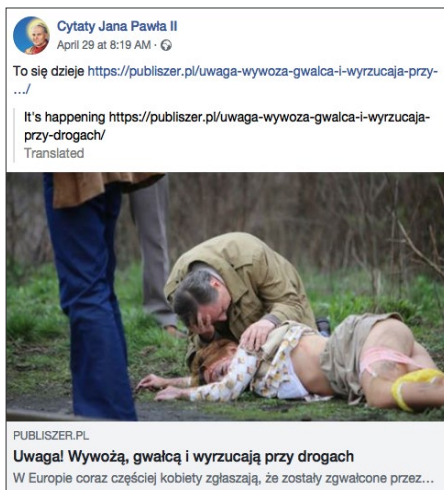 Cytaty Jana Pawła II
April 29 at 8:19 AM ·
To się dzieje https://publiszer.pl/uwaga-wywoza-gwalca-i-wyrzucaja-przy-
…/
It's happening https://publiszer.pl/uwaga-wywoza-gwalca-i-wyrzucaja-
przy-drogach/
Translated
PUBLISZER.PL
Uwaga! Wywożą, gwałcą i wyrzucają przy drogach
W Europie coraz częściej kobiety zgłaszają, że zostały zgwałcone przez…